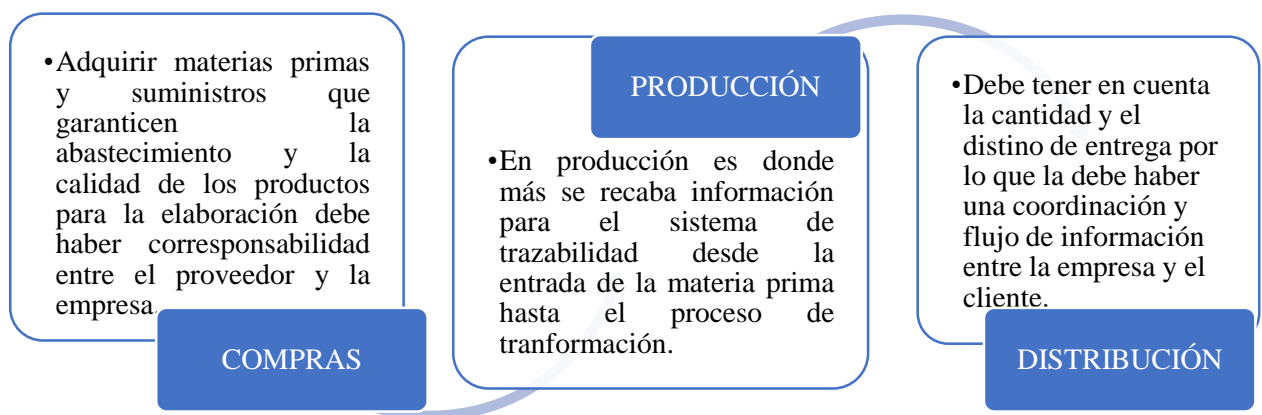 •Adquirir materias primas
y suministros que
garanticen la
abastecimiento y la
calidad de los productos
para la elaboración debe
haber corresponsabilidad
entre el proveedor y la
empresa.
COMPRAS
PRODUCCIÓN
•En producción es donde
más se recaba información
para el sistema de
trazabilidad desde la
entrada de la materia prima
hasta el proceso de
tranformación.
•Debe tener en cuenta
la cantidad y el
distino de entrega por
lo que la debe haber
una coordinación y
flujo de información
entre la empresa y el
cliente.
DISTRIBUCIÓN